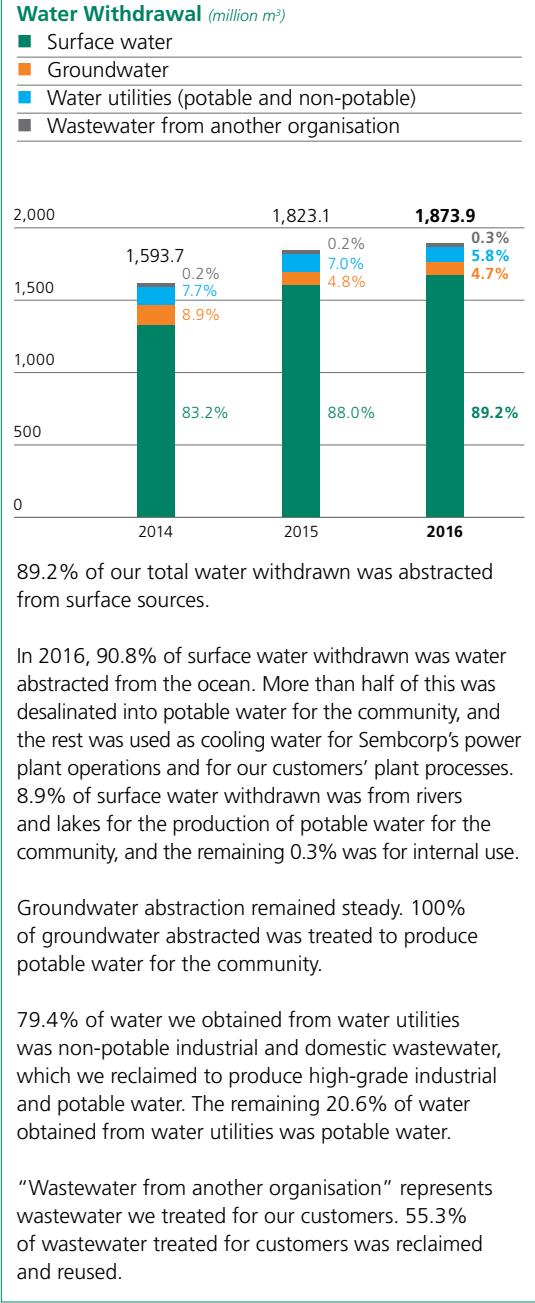 Water Withdrawal (million m³)
Surface water
Groundwater
Water utilities (potable and non-potable)
Wastewater from another organisation
2,000
1,823.1
1,873.9
1,593.7
0.2%
7.7%
8.9%
83.2%
0.2%
7.0%
4.8%
88.0%
0.3%
5.8%
4.7%
89.2%
1,500
1,000
500
0
2014
2015
2016
89.2% of our total water withdrawn was abstracted
from surface sources.
In 2016, 90.8% of surface water withdrawn was water
abstracted from the ocean. More than half of this was
desalinated into potable water for the community, and
the rest was used as cooling water for Sembcorp’s power
plant operations and for our customers’ plant processes.
8.9% of surface water withdrawn was from rivers
and lakes for the production of potable water for the
community, and the remaining 0.3% was for internal use.
Groundwater abstraction remained steady. 100%
of groundwater abstracted was treated to produce
potable water for the community.
79.4% of water we obtained from water utilities
was non-potable industrial and domestic wastewater,
which we reclaimed to produce high-grade industrial
and potable water. The remaining 20.6% of water
obtained from water utilities was potable water.
“Wastewater from another organisation” represents
wastewater we treated for our customers. 55.3%
of wastewater treated for customers was reclaimed
and reused.